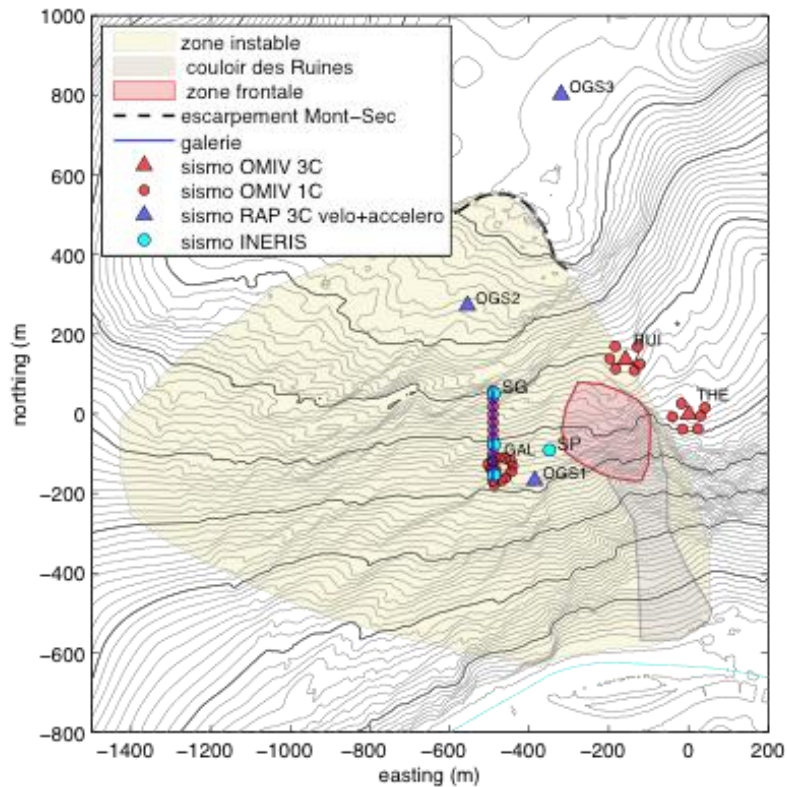 1000
800
600
400
200
0
−200
−400
−600
−800
northing (m
zone instable
couloir des Ruines
zone frontale
escarpement Mont−Sec
galerie
sismo OMIV 3C
sismo OMIV 1C
sismo RAP 3C velo+accelero
sismo INERIS
OGS3
OGS2
RUI
SG
THE
GAL
SP
OGS1
−1400 −1200 −1000 −800 −600 −400 −200 0 200
easting (m)